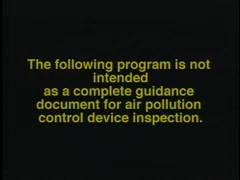 The following program is not
intended
as a complete guidance
document for air pollution
control device inspection.